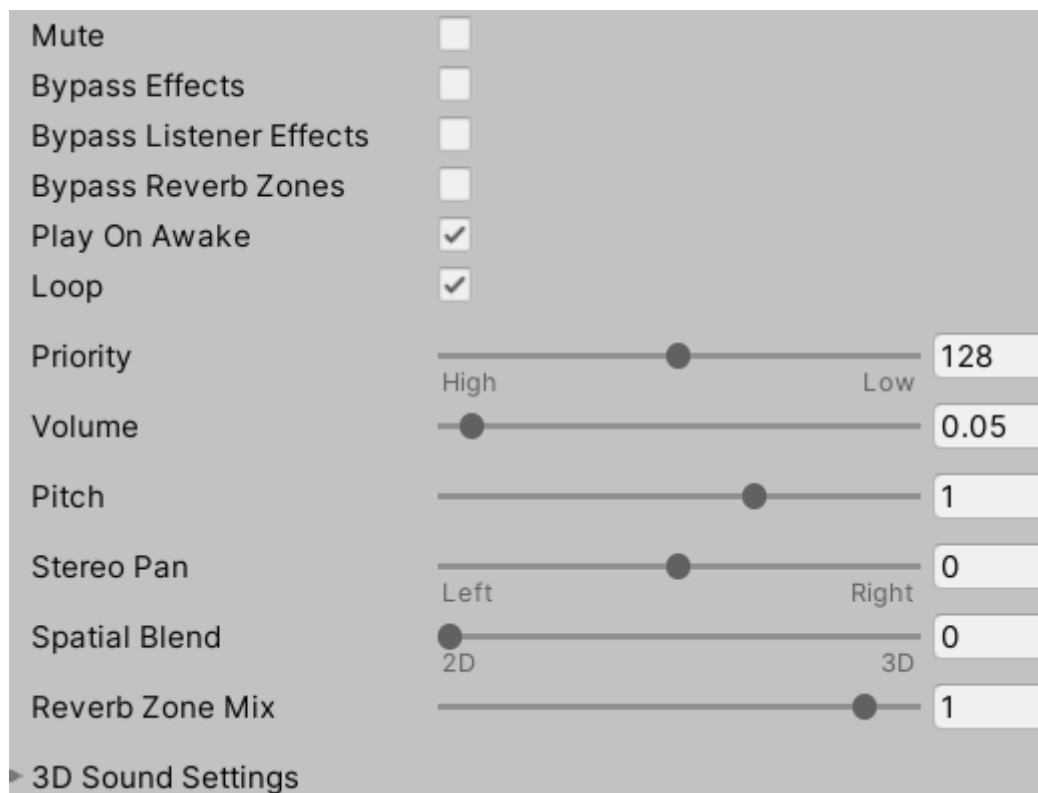 Mute
Bypass Effects
Bypass Listener Effects
Bypass Reverb Zones
Play On Awake
Loop
Priority 128
High Low
Volume 0.05
Pitch 1
Stereo Pan 0
Left Right
Spatial Blend 0
2D 3D
Reverb Zone Mix 1
3D Sound Settings